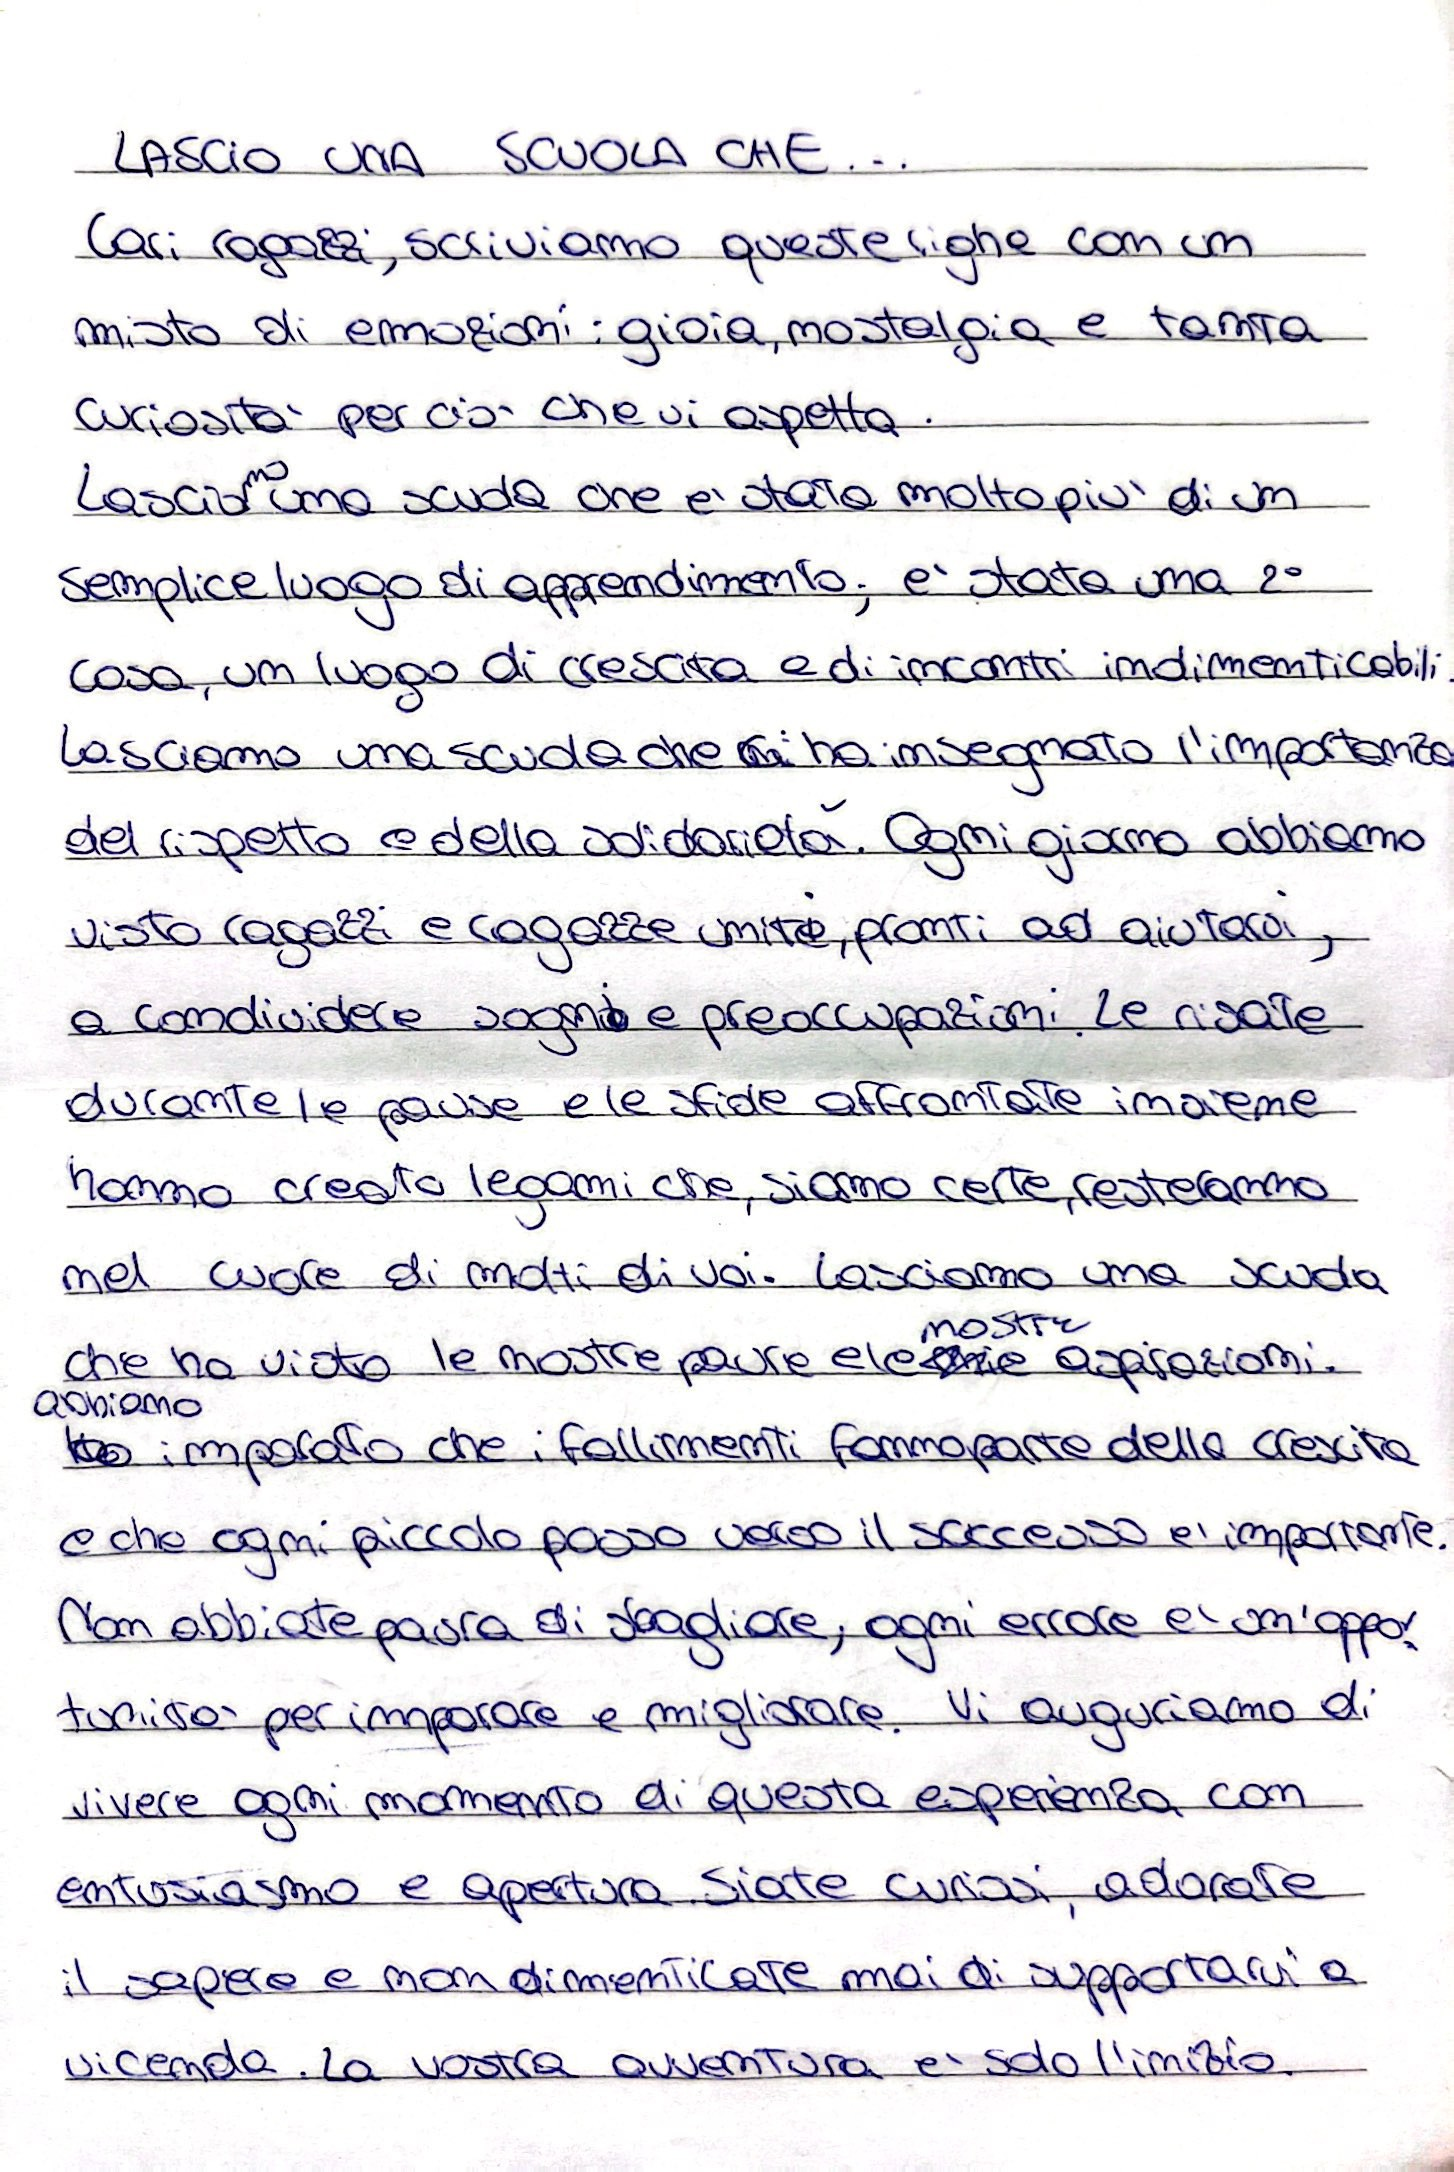 LASCIO UNA SCUOLA CHE...
Cari ragazzi, scriviamo queste righe con un
misto di emozioni: gioia, nostalgia e tanta
curiosità per ciò che vi aspetta.
Lasciamo una scuola che è stata molto più di un
semplice luogo di apprendimento; è stata una 2°
casa, un luogo di crescita e di incontri indimenticabili.
Lasciamo una scuola che ci ha insegnato l'importanza
del rispetto e della solidarietà. Ogni giorno abbiamo
visto ragazzi e ragazze uniti, pronti ad aiutarvi,
a condividere sogni e preoccupazioni. Le risate
durante le pause e le sfide affrontate insieme
hanno creato legami che, siamo certe, resteranno
nel cuore di molti di voi. Lasciamo una scuola
che ha visto le nostre paure e le nostre aspirazioni.
abbiamo imparato che i fallimenti fanno parte della crescita
e che ogni piccolo passo verso il successo e' importante.
Non abbiate paura di sbagliare, ogni errore e' un'oppor
tunità per imparare e migliorare. Vi auguriamo di
vivere ogni momento di questa esperienza con
entusiasmo e apertura. Siate curiosi, adorate
il sapere e non dimenticate mai di supportarvi a
vicenda. La vostra avventura e' solo l'inizio.